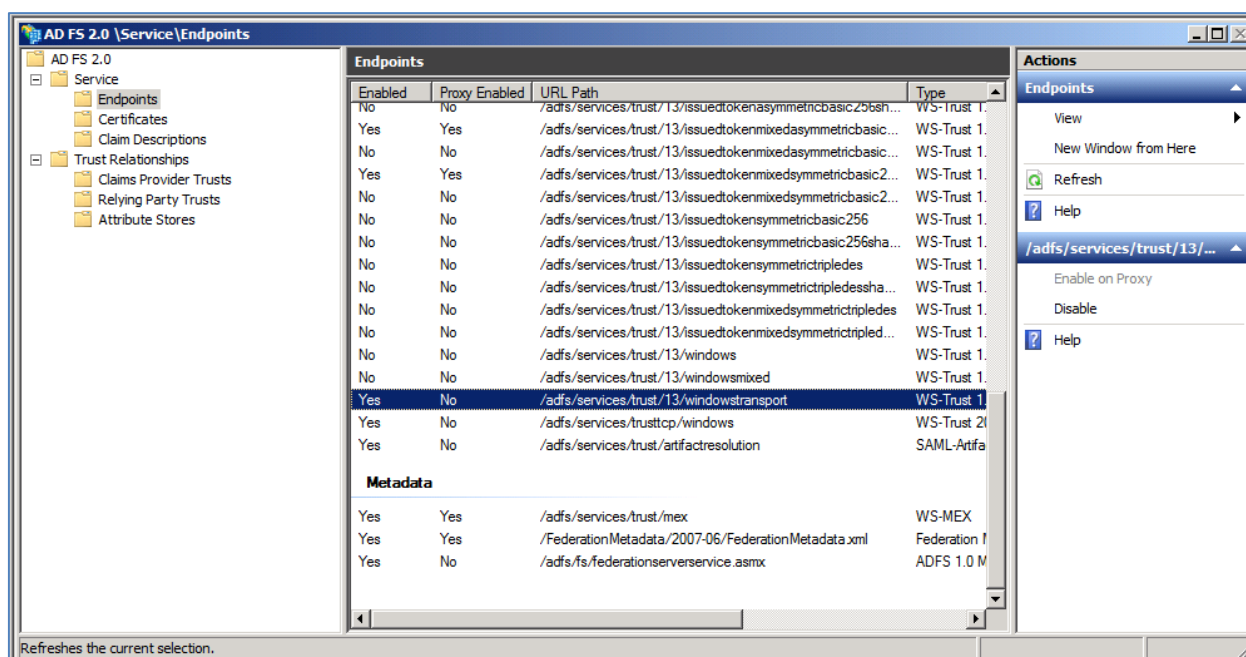 AD FS 2.0 \Service\Endpoints
AD FS 2.0
Service
Endpoints
Certificates
Claim Descriptions
Trust Relationships
Claims Provider Trusts
Relying Party Trusts
Attribute Stores
Endpoints
Enabled Proxy Enabled URL Path Type
No No /adfs/services/trust/13/issuedtokenasymmetricbasic256sh... WS-Trust 1.
Yes Yes /adfs/services/trust/13/issuedtokenmixedasymmetricbasic... WS-Trust 1.
No No /adfs/services/trust/13/issuedtokenmixedasymmetricbasic... WS-Trust 1.
Yes Yes /adfs/services/trust/13/issuedtokenmixedsymmetricbasic2... WS-Trust 1.
No No /adfs/services/trust/13/issuedtokenmixedsymmetricbasic2... WS-Trust 1.
No No /adfs/services/trust/13/issuedtokensymmetricbasic256 WS-Trust 1.
No No /adfs/services/trust/13/issuedtokensymmetricbasic256sha... WS-Trust 1.
No No /adfs/services/trust/13/issuedtokensymmetrictripledes WS-Trust 1.
No No /adfs/services/trust/13/issuedtokensymmetrictripledessha... WS-Trust 1.
No No /adfs/services/trust/13/issuedtokenmixedsymmetrictripledes WS-Trust 1.
No No /adfs/services/trust/13/issuedtokenmixedsymmetrictripled... WS-Trust 1.
No No /adfs/services/trust/13/windows WS-Trust 1.
No No /adfs/services/trust/13/windowsmixed WS-Trust 1.
Yes No /adfs/services/trust/13/windowstransport WS-Trust 1.
Yes No /adfs/services/trusttcp/windows WS-Trust 20
Yes No /adfs/services/trust/artifactresolution SAML-Artifa
Metadata
Yes Yes /adfs/services/trust/mex WS-MEX
Yes Yes /FederationMetadata/2007-06/FederationMetadata.xml Federation M
Yes No /adfs/fs/federationserverservice.asmx ADFS 1.0 M
Actions
Endpoints
View
New Window from Here
Refresh
Help
/adfs/services/trust/13/...
Enable on Proxy
Disable
Help
Refreshes the current selection.